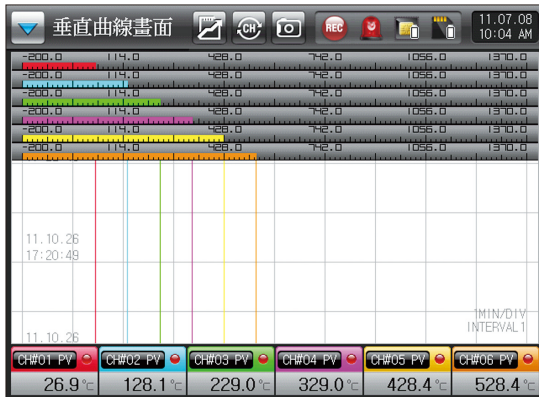 垂直曲線畫面 CH REC 11.07.08
10:04 AM
-200.0 114.0 428.0 742.0 1056.0 1370.0
-200.0 114.0 428.0 742.0 1056.0 1370.0
-200.0 114.0 428.0 742.0 1056.0 1370.0
-200.0 114.0 428.0 742.0 1056.0 1370.0
-200.0 114.0 428.0 742.0 1056.0 1370.0
-200.0 114.0 428.0 742.0 1056.0 1370.0
11.10.26
17:20:49
1MIN/DIV
INTERVAL 1
11.10.26
CH#01 PV CH#02 PV CH#03 PV CH#04 PV CH#05 PV CH#06 PV
26.9℃ 128.1℃ 229.0℃ 329.0℃ 428.4℃ 528.4℃